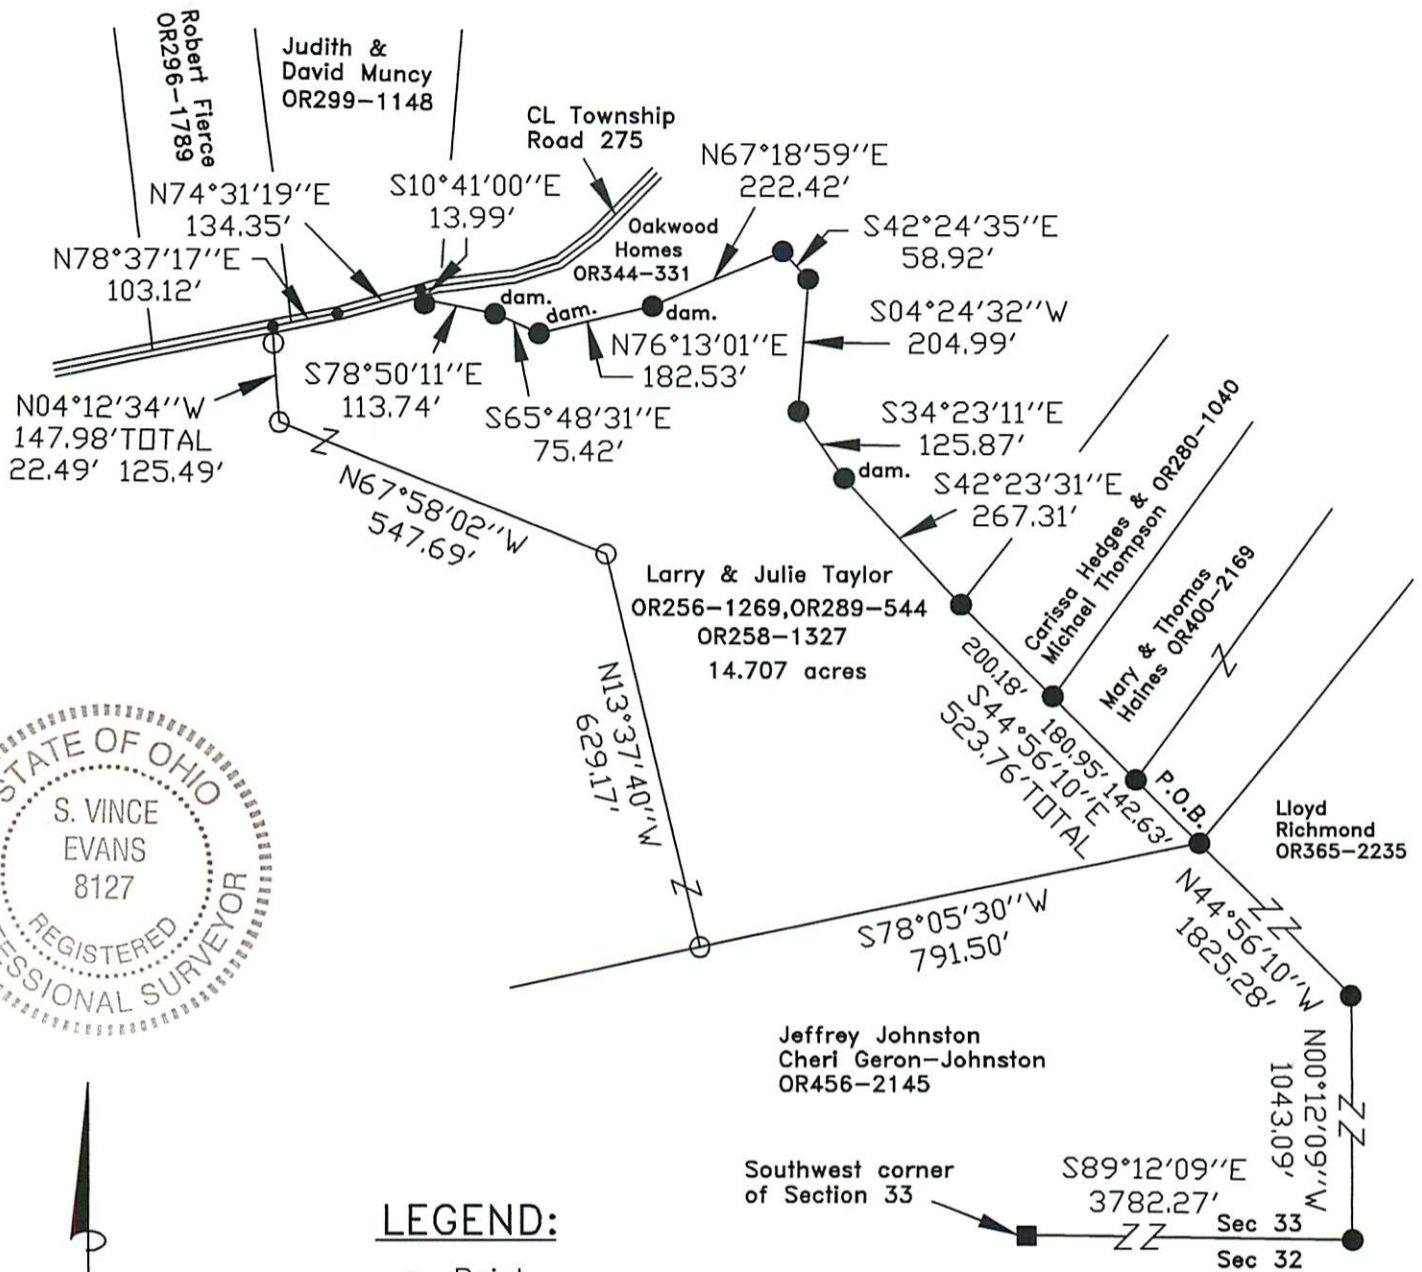 Robert Fierce
OR296-1789
Judith &
David Muncy
OR299-1148
CL Township
Road 275
N67°18'59''E
222.42'
N74°31'19''E
134.35'
S10°41'00''E
13.99'
Oakwood
Homes
OR344-331
S42°24'35''E
58.92'
N78°37'17''E
103.12'
dam.
dam.
dam.
S04°24'32''W
204.99'
N76°13'01''E
182.53'
S78°50'11''E
113.74'
S65°48'31''E
75.42'
N04°12'34''W
147.98'TOTAL
22.49' 125.49'
S34°23'11''E
125.87'
dam.
S42°23'31''E
267.31'
N67°58'02''W
547.69'
Carissa Hedges & OR280-1040
Michael Thompson
Mary & Thomas
Haines OR400-2169
Larry & Julie Taylor
OR256-1269,OR289-544
OR258-1327
14.707 acres
200.18' 180.95' 142.63'
S44°56'10''E
523.76'TOTAL
P.O.B.
N13°37'40''W
629.17'
Lloyd
Richmond
OR365-2235
STATE OF OHIO
S. VINCE
EVANS
8127
REGISTERED
ESSIONAL SURVEYOR
S78°05'30''W
791.50'
N44°56'10''W
1825.28'
Jeffrey Johnston
Cheri Geron-Johnston
OR456-2145
N00°12'09''W
1043.09'
Southwest corner
of Section 33
S89°12'09''E
3782.27'
Sec 33
Sec 32
LEGEND: